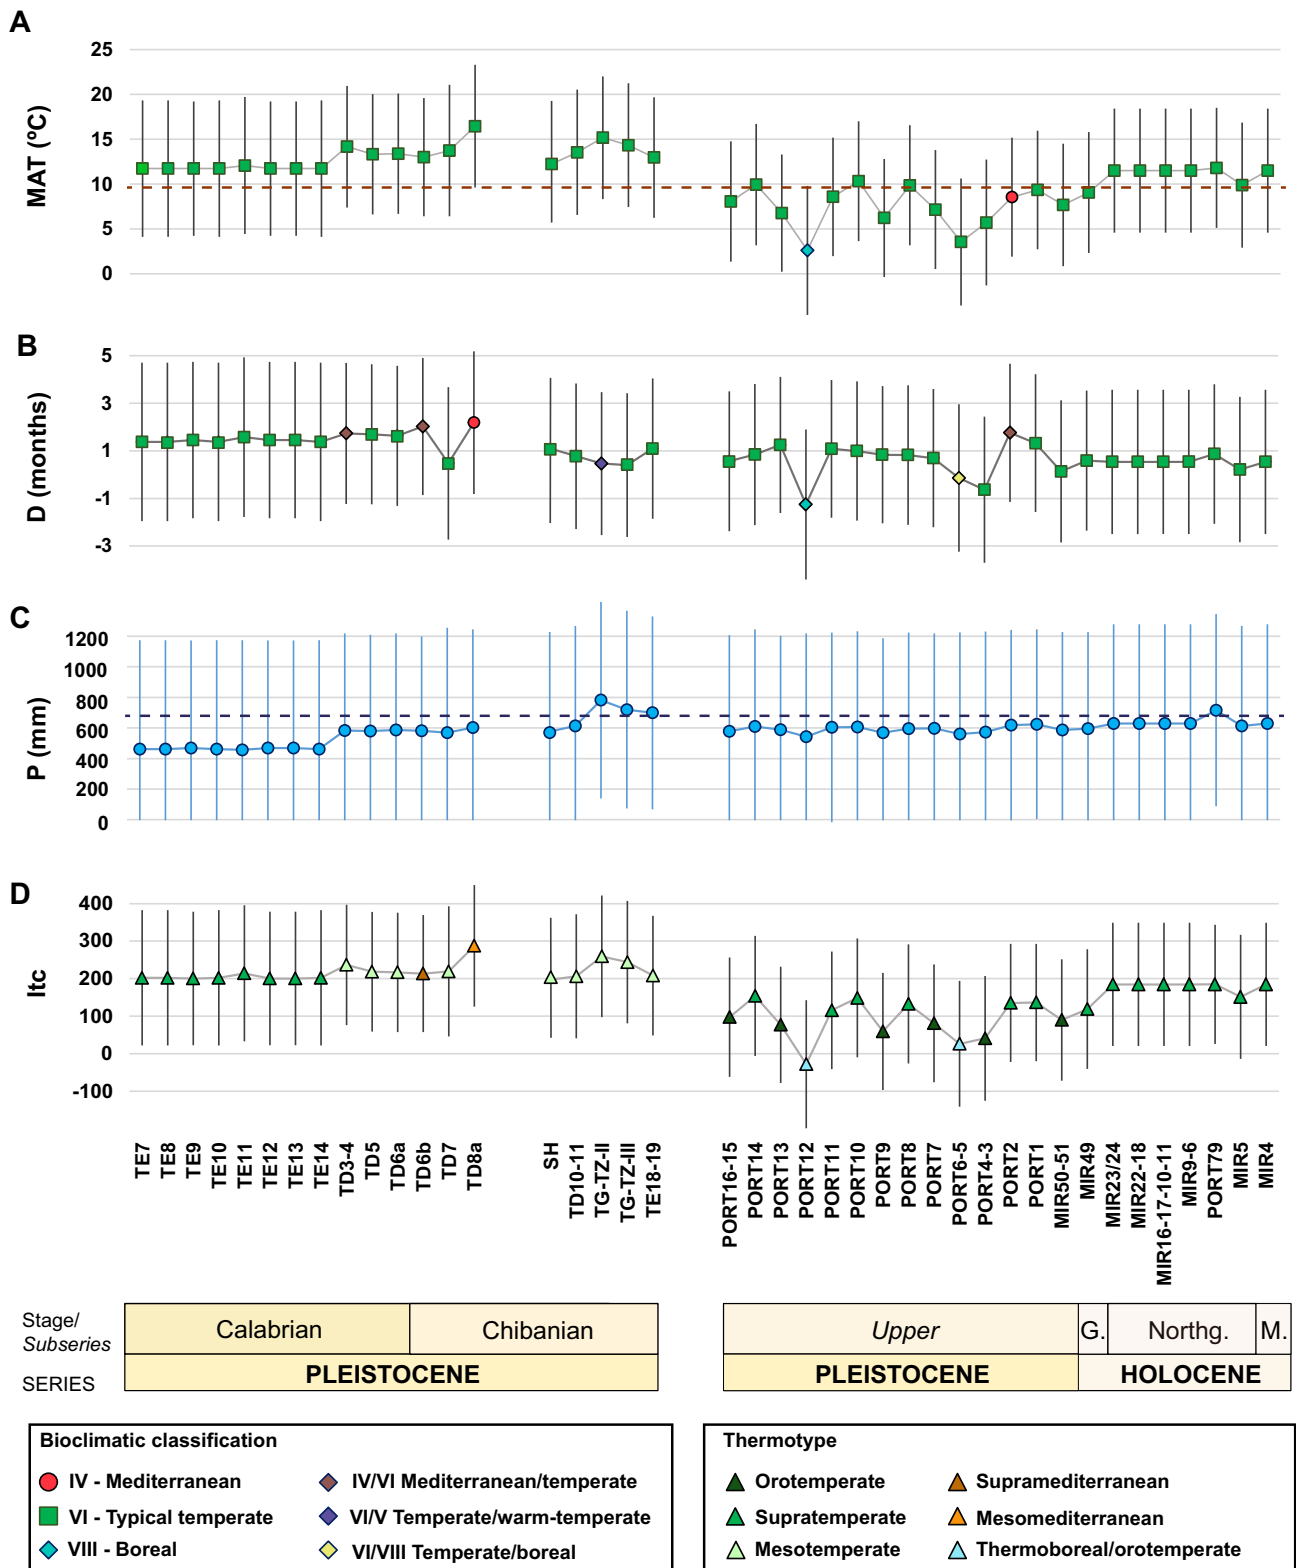 A
MAT (ºC)
25
20
15
10
5
0
B
D (months)
5
3
1
-1
-3
C
P (mm)
1200
1000
800
600
400
200
0
D
Itc
400
300
200
100
0
-100
TE7
TE8
TE9
TE10
TE11
TE12
TE13
TE14
TD3-4
TD5
TD6a
TD6b
TD7
TD8a
SH
TD10-11
TG-TZ-II
TG-TZ-III
TE18-19
PORT16-15
PORT14
PORT13
PORT12
PORT11
PORT10
PORT9
PORT8
PORT7
PORT6-5
PORT4-3
PORT2
PORT1
MIR50-51
MIR49
MIR23/24
MIR22-18
MIR16-17-10-11
MIR9-6
PORT79
MIR5
MIR4
Stage/
Subseries
Calabrian
Chibanian
Upper
G.
Northg.
M.
SERIES
PLEISTOCENE
PLEISTOCENE
HOLOCENE
Bioclimatic classification
IV - Mediterranean
VI - Typical temperate
VIII - Boreal
IV/VI Mediterranean/temperate
VI/V Temperate/warm-temperate
VI/VIII Temperate/boreal
Thermotype
Orotemperate
Supratemperate
Mesotemperate
Supramediterranean
Mesomediterranean
Thermoboreal/orotemperate